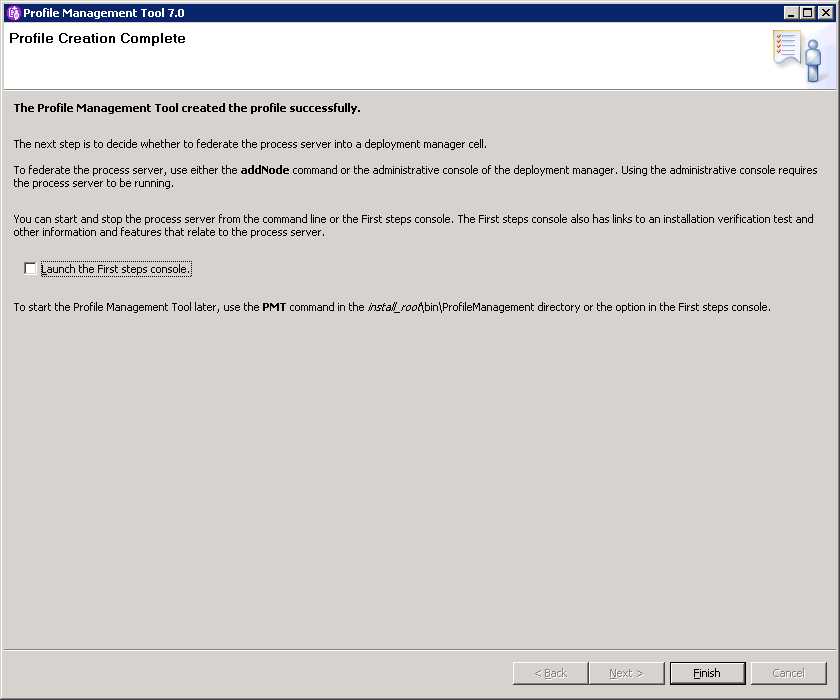 Profile Management Tool 7.0
Profile Creation Complete
The Profile Management Tool created the profile successfully.
The next step is to decide whether to federate the process server into a deployment manager cell.
To federate the process server, use either the addNode command or the administrative console of the deployment manager. Using the administrative console requires
the process server to be running.
You can start and stop the process server from the command line or the First steps console. The First steps console also has links to an installation verification test and
other information and features that relate to the process server.
Launch the First steps console.
To start the Profile Management Tool later, use the PMT command in the install_root\bin\ProfileManagement directory or the option in the First steps console.
< Back
Next >
Finish
Cancel